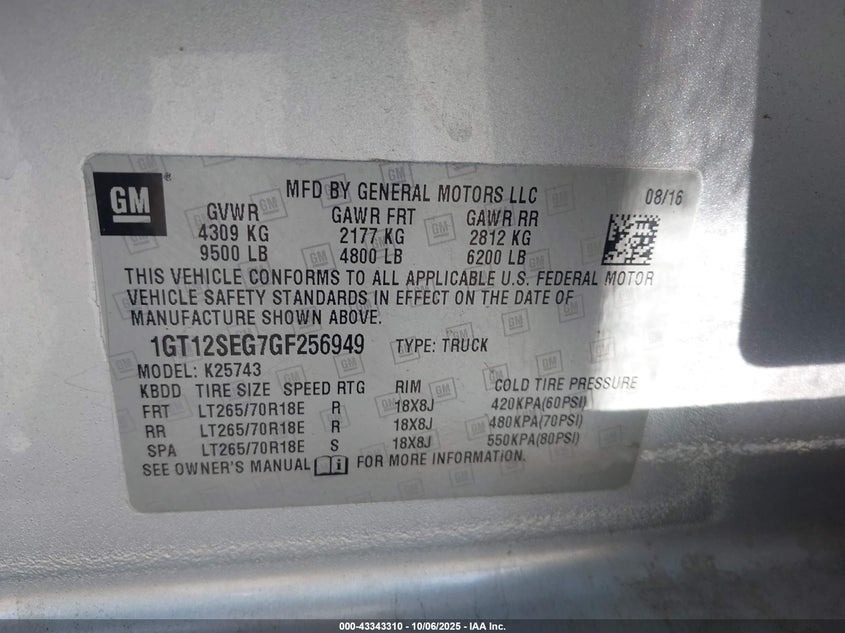 GM
MFD BY GENERAL MOTORS LLC 08/16
GVWR GAWR FRT GAWR RR
4309 KG 2177 KG 2812 KG
9500 LB 4800 LB 6200 LB
THIS VEHICLE CONFORMS TO ALL APPLICABLE U.S. FEDERAL MOTOR
VEHICLE SAFETY STANDARDS IN EFFECT ON THE DATE OF
MANUFACTURE SHOWN ABOVE.
1GT12SEG7GF256949 TYPE: TRUCK
MODEL: K25743
KBDD TIRE SIZE SPEED RTG RIM COLD TIRE PRESSURE
FRT LT265/70R18E R 18X8J 420KPA(60PSI)
RR LT265/70R18E R 18X8J 480KPA(70PSI)
SPA LT265/70R18E S 18X8J 550KPA(80PSI)
SEE OWNER'S MANUAL FOR MORE INFORMATION.
000-43343310 - 10/06/2025 - IAA Inc.